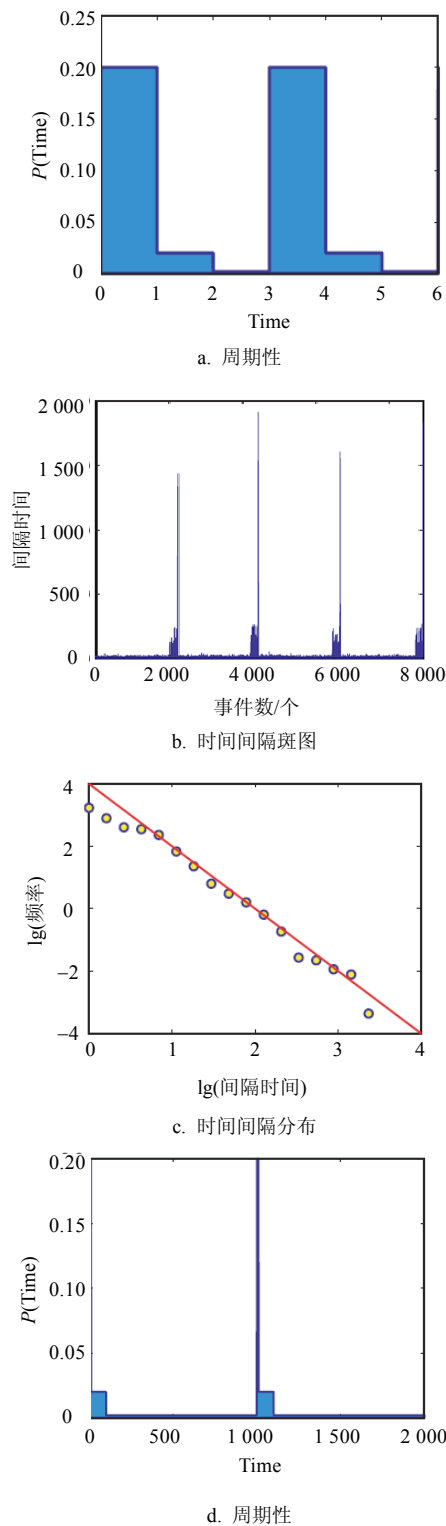 0.25
0.20
0.15
0.10
0.05
0
P(Time)
0 1 2 3 4 5 6
Time
a. 周期性
2 000
1 500
1 000
500
0
间隔时间
0 2 000 4 000 6 000 8 000
事件数/个
b. 时间间隔斑图
4
2
0
−2
−4
lg(频率)
0 1 2 3 4
lg(间隔时间)
c. 时间间隔分布
0.20
0.15
0.10
0.05
0
P(Time)
0 500 1 000 1 500 2 000
Time
d. 周期性